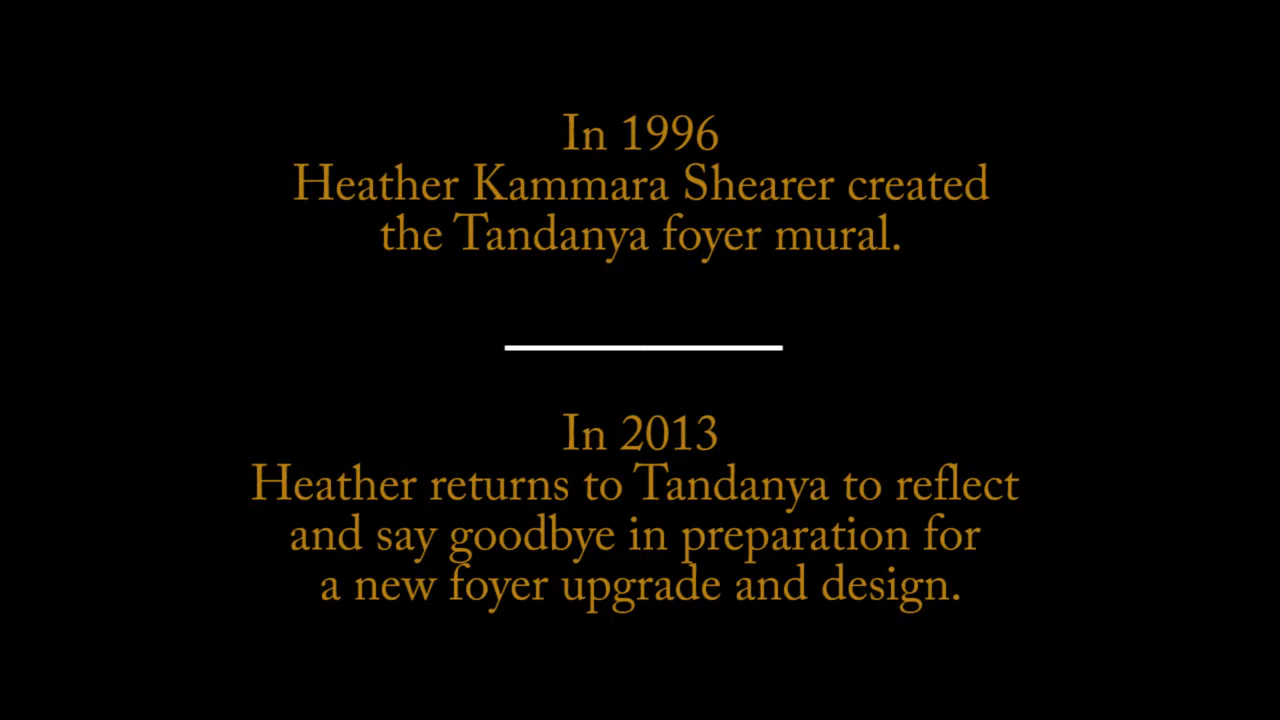 In 1996
Heather Kammara Shearer created
the Tandanya foyer mural.
In 2013
Heather returns to Tandanya to reflect
and say goodbye in preparation for
a new foyer upgrade and design.